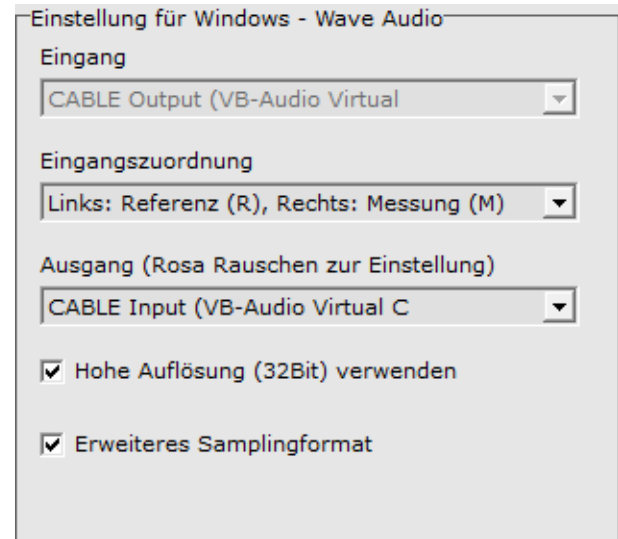 Einstellung für Windows - Wave Audio
Eingang
CABLE Output (VB-Audio Virtual
Eingangszuordnung
Links: Referenz (R), Rechts: Messung (M)
Ausgang (Rosa Rauschen zur Einstellung)
CABLE Input (VB-Audio Virtual C
Hohe Auflösung (32Bit) verwenden
Erweiteres Samplingformat